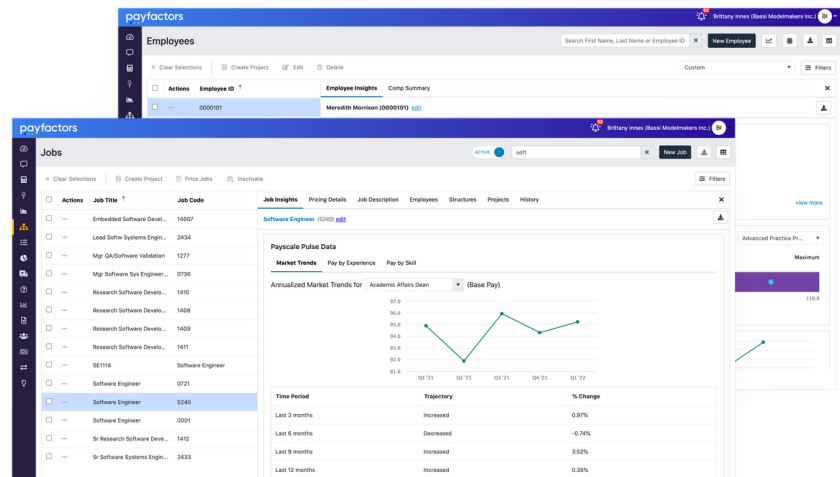 payfactors
62
Brittany Innes (Bassi Modelmakers Inc.) BI
Employees
Search First Name, Last Name or Employee ID × New Employee
× Clear Selections Create Project Edit Delete
Custom Filters
Actions Employee ID ↑
Employee Insights Comp Summary ×
... 0000101
Meredith Morrison (0000101) edit
view more
Advanced Practice Pr...
Maximum
116.8
payfactors
Brittany Innes (Bassi Modelmakers Inc.) BI
Jobs
ACTIVE soft × New Job
× Clear Selections Create Project Price Jobs Inactivate Filters
Actions Job Title ↑ Job Code
Job Insights Pricing Details Job Description Employees Structures Projects History ×
Software Engineer (5240) edit
... Embedded Software Devel... 14007
... Lead Softw Systems Engin... 2434
... Mgr QA/Software Validation 1277
... Mgr Software Sys Engineer... 0736
... Research Software Develo... 1410
... Research Software Develo... 1408
... Research Software Develo... 1409
... Research Software Develo... 1411
... SE1114 Software Engineer
... Software Engineer 0721
... Software Engineer 5240
... Software Engineer 0001
... Sr Research Software Deve... 1412
... Sr Software Systems Engin... 2433
Payscale Pulse Data
Market Trends Pay by Experience Pay by Skill
Annualized Market Trends for Academic Affairs Dean (Base Pay)
97.0
96.0
95.0
94.0
93.0
92.0
91.0
Q1 '21 Q2 '21 Q3 '21 Q4 '21 Q1 '22
Time Period Trajectory % Change
Last 3 months Increased 0.97%
Last 6 months Decreased -0.74%
Last 9 months Increased 3.52%
Last 12 months Increased 0.35%